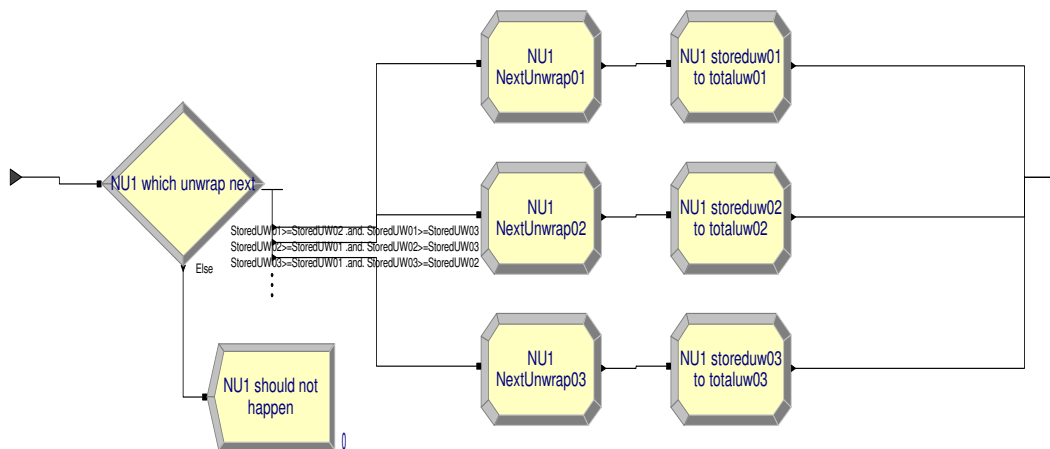 NU1
NextUnwrap01
NU1 storeduw01
to totaluw01
NU1 which unwrap next
NU1
NextUnwrap02
NU1 storeduw02
to totaluw02
StoredUW01>=StoredUW02 .and. StoredUW01>=StoredUW03
StoredUW02>=StoredUW01 .and. StoredUW02>=StoredUW03
StoredUW03>=StoredUW01 .and. StoredUW03>=StoredUW02
Else
NU1
NextUnwrap03
NU1 storeduw03
to totaluw03
NU1 should not
happen
0